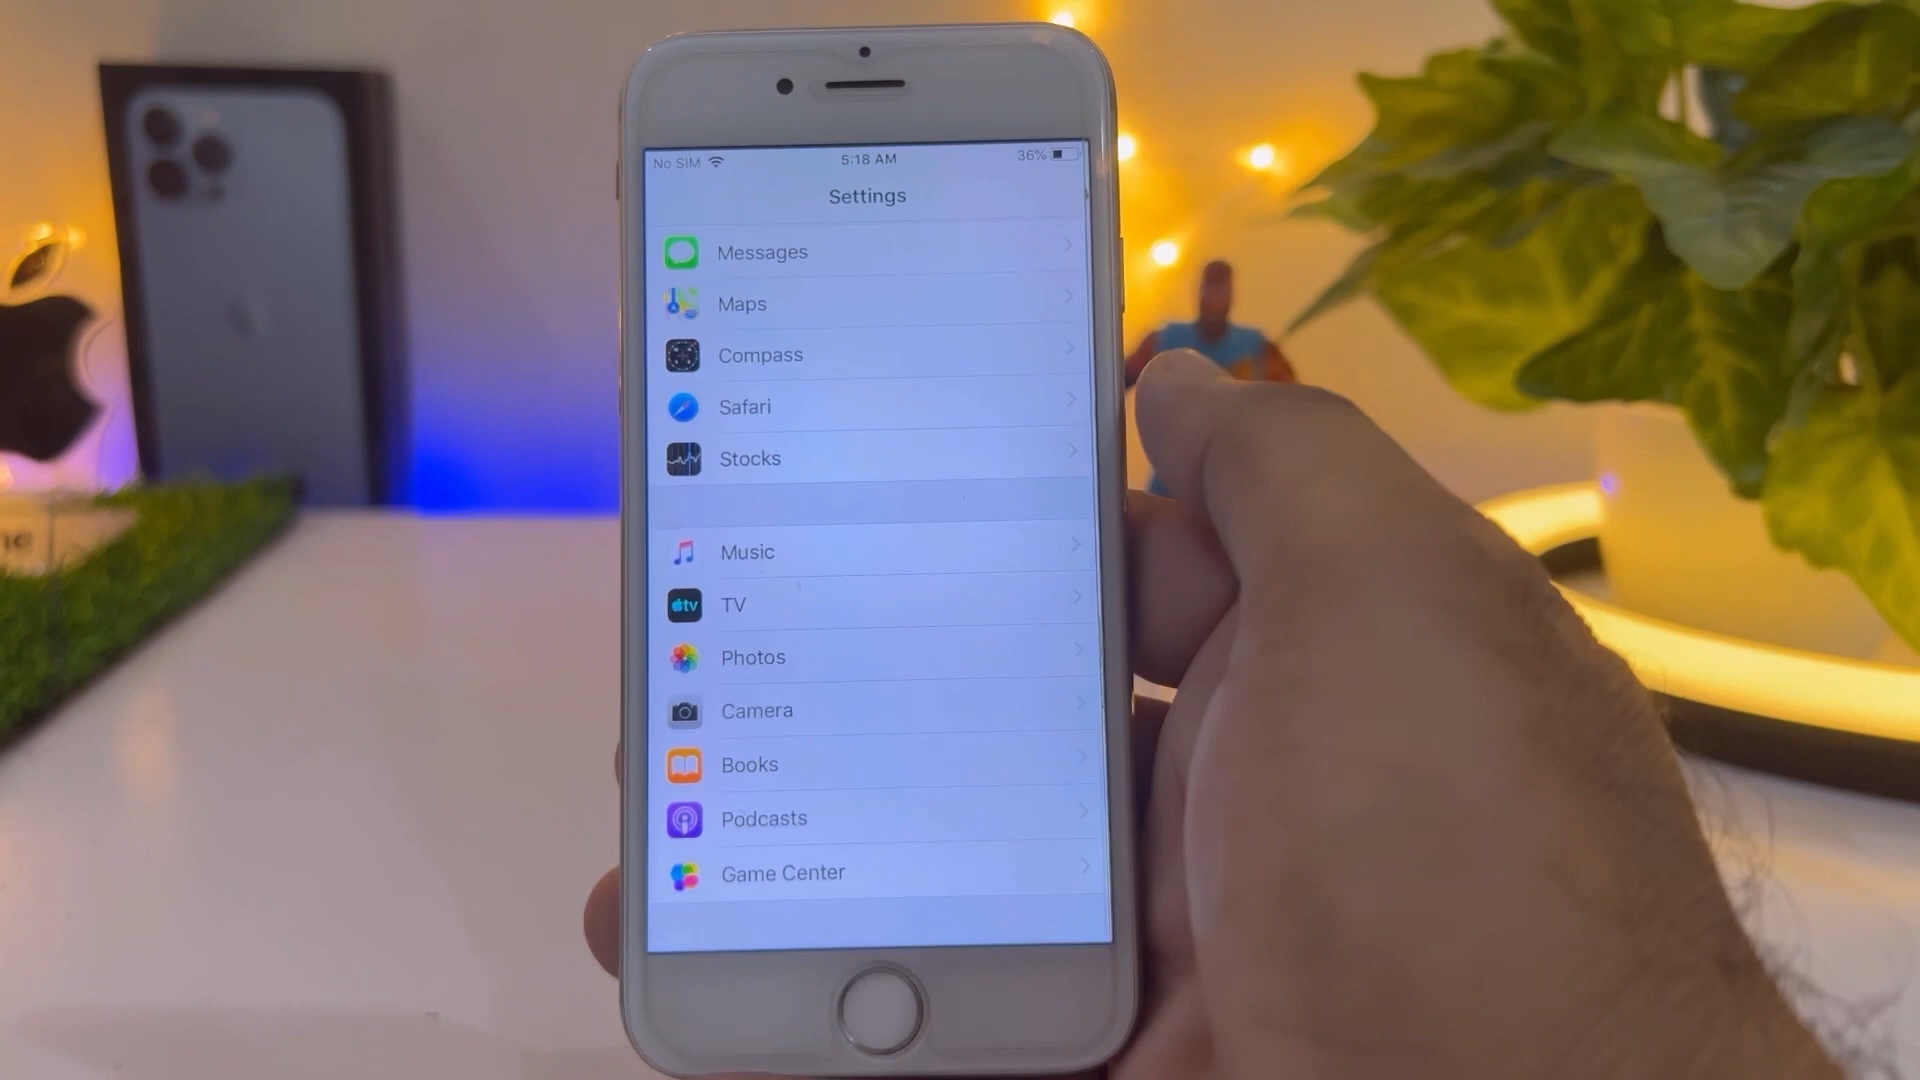 No SIM 5:18 AM 36%
Settings
Messages
Maps
Compass
Safari
Stocks
Music
tv TV
Photos
Camera
Books
Podcasts
Game Center